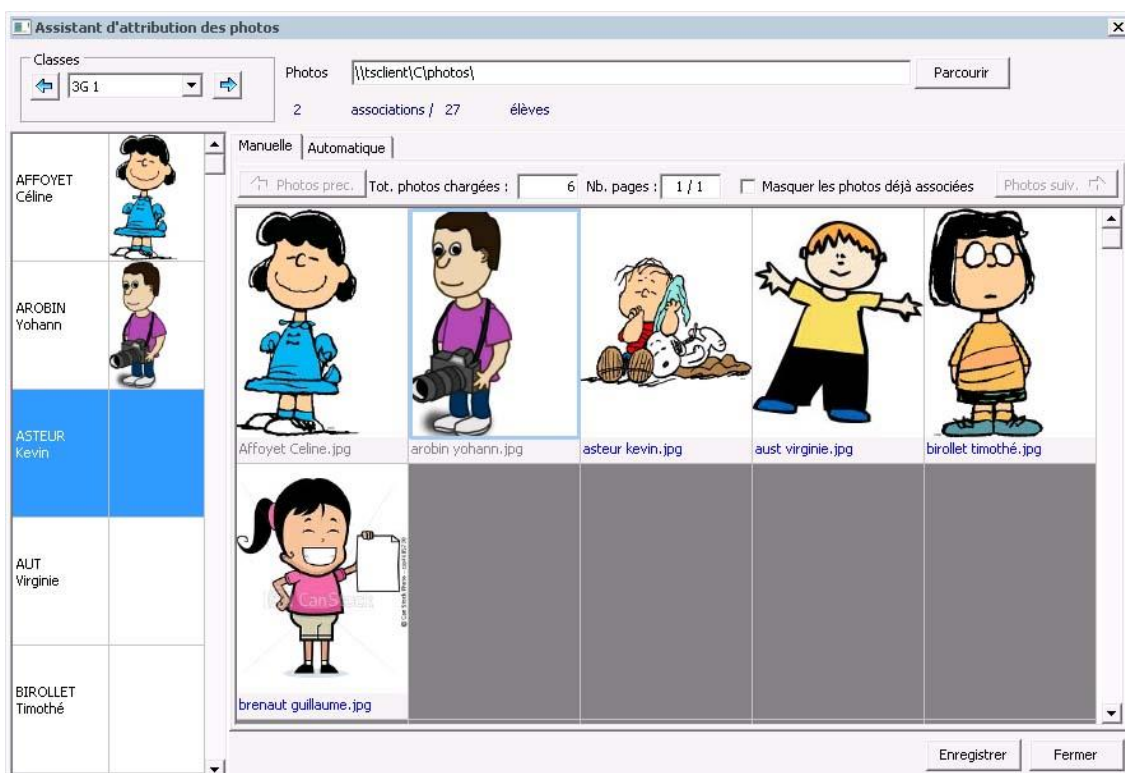 Assistant d'attribution des photos
Classes
3G 1
Photos
\\tsclient\C\photos\
Parcourir
2 associations / 27 élèves
Manuelle
Automatique
Photos prec.
Tot. photos chargées : 6
Nb. pages : 1 / 1
Masquer les photos déjà associées
Photos suiv.
AFFOYET
Céline
AROBIN
Yohann
ASTEUR
Kevin
AUT
Virginie
BIROLLET
Timothé
Affoyet Celine.jpg
arobin yohann.jpg
asteur kevin.jpg
aust virginie.jpg
birollet timothé.jpg
CanStock
brenaut guillaume.jpg
Enregistrer
Fermer